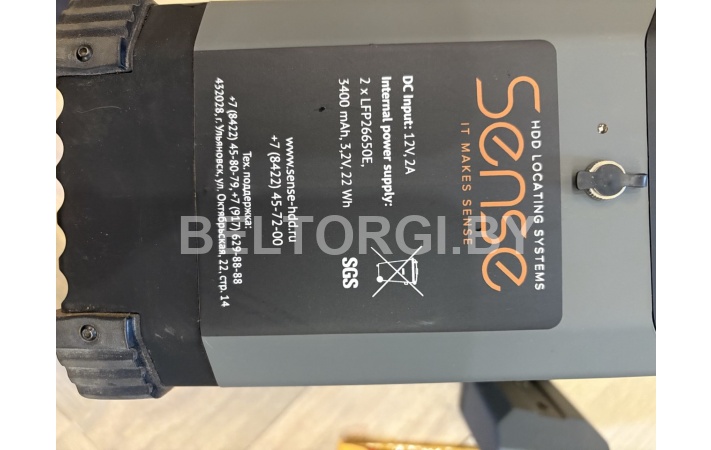 Sense
HDD LOCATING SYSTEMS
IT MAKES SENSE
DC Input: 12V, 2A
Internal power supply:
2 x LFP26650E,
3400 mAh, 3,2V, 22 Wh
SGS
www.sense-hdd.ru
+7 (8422) 45-72-00
Тех. поддержка:
+7 (8422) 45-80-79, +7 (917) 629-88-88
432028, г. Ульяновск, ул. Октябрьская, 22, стр. 14
BELTORGI.BY